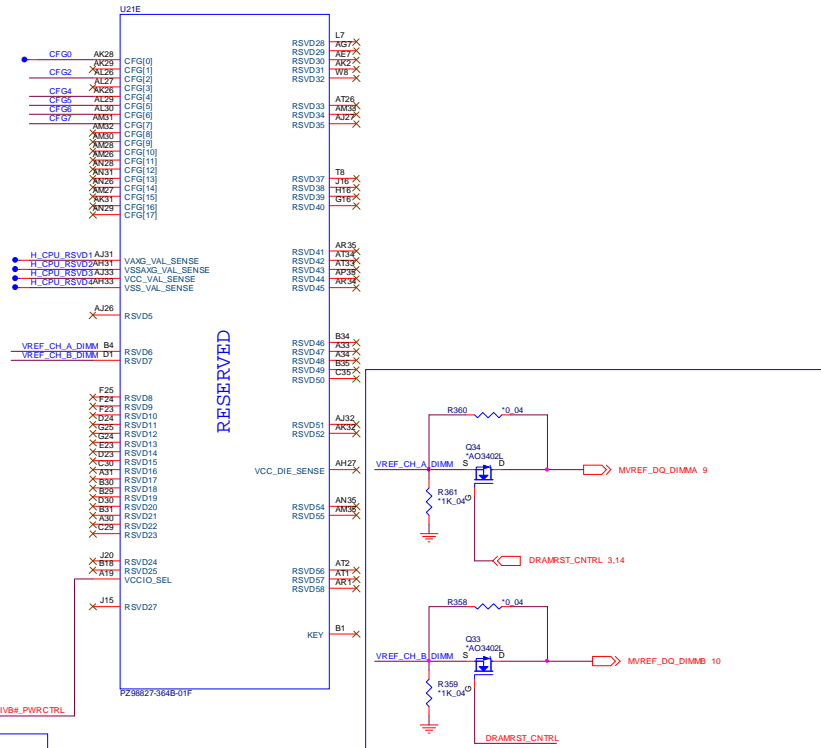 U21E
CFG0 AK28 CFG[0]
AK29 CFG[1]
CFG2 AL26 CFG[2]
AL27 CFG[3]
CFG4 AK26 CFG[4]
CFG5 AL29 CFG[5]
CFG6 AL30 CFG[6]
CFG7 AM31 CFG[7]
AM32 CFG[8]
AM30 CFG[9]
AM28 CFG[10]
AM26 CFG[11]
AN28 CFG[12]
AN31 CFG[13]
AN26 CFG[14]
AM27 CFG[15]
AK31 CFG[16]
AN29 CFG[17]
H_CPU_RSVD1 AJ31 VAXG_VAL_SENSE
H_CPU_RSVD2 AH31 VSSAXG_VAL_SENSE
H_CPU_RSVD3 AJ33 VCC_VAL_SENSE
H_CPU_RSVD4 AH33 VSS_VAL_SENSE
AJ26 RSVD5
VREF_CH_A_DIMM B4 RSVD6
VREF_CH_B_DIMM D1 RSVD7
F25 RSVD8
F24 RSVD9
F23 RSVD10
D24 RSVD11
G25 RSVD12
G24 RSVD13
E23 RSVD14
D23 RSVD15
C30 RSVD16
A31 RSVD17
B30 RSVD18
B29 RSVD19
D30 RSVD20
B31 RSVD21
A30 RSVD22
C29 RSVD23
J20 RSVD24
B18 RSVD25
A19 VCCIO_SEL
J15 RSVD27
IVB#_PWRCTRL
RESERVED
RSVD28 L7
RSVD29 AG7
RSVD30 AE7
RSVD31 AK2
RSVD32 W8
RSVD33 AT26
RSVD34 AM33
RSVD35 AJ27
RSVD37 T8
RSVD38 J16
RSVD39 H16
RSVD40 G16
RSVD41 AR35
RSVD42 AT34
RSVD43 AT33
RSVD44 AP35
RSVD45 AR34
RSVD46 B34
RSVD47 A33
RSVD48 A34
RSVD49 B35
RSVD50 C35
RSVD51 AJ32
RSVD52 AK32
VCC_DIE_SENSE AH27
RSVD54 AN35
RSVD55 AM35
RSVD56 AT2
RSVD57 AT1
RSVD58 AR1
KEY B1
PZ98827-364B-01F
R360 *0_04
Q34
*AO3402L
VREF_CH_A_DIMM S D
MVREF_DQ_DIMMA 9
R361
*1K_04
G
DRAMRST_CNTRL 3,14
R358 *0_04
Q33
*AO3402L
VREF_CH_B_DIMM S D
MVREF_DQ_DIMMB 10
R359
*1K_04
G
DRAMRST_CNTRL